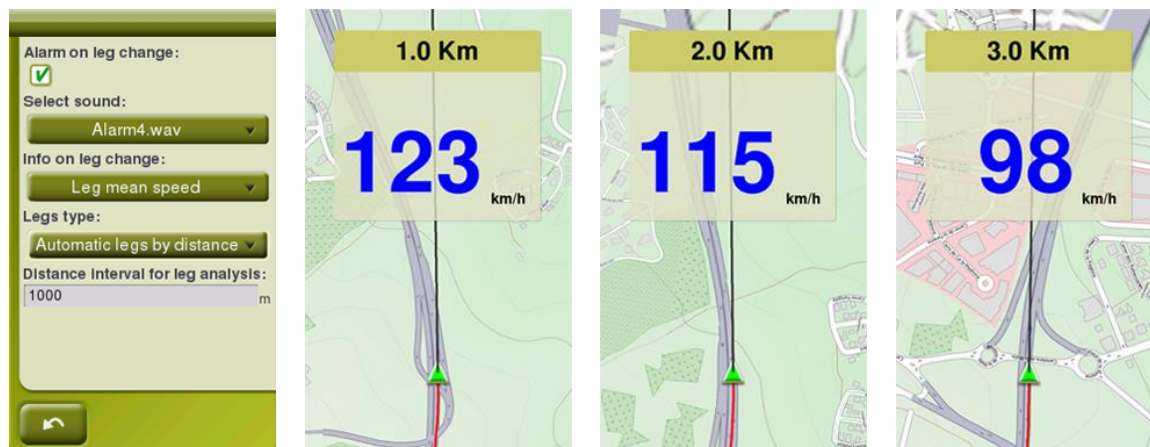 Alarm on leg change:
Select sound:
Alarm4.wav
Info on leg change:
Leg mean speed
Legs type:
Automatic legs by distance
Distance interval for leg analysis:
1000
m
1.0 Km
123
km/h
2.0 Km
115
km/h
3.0 Km
98
km/h